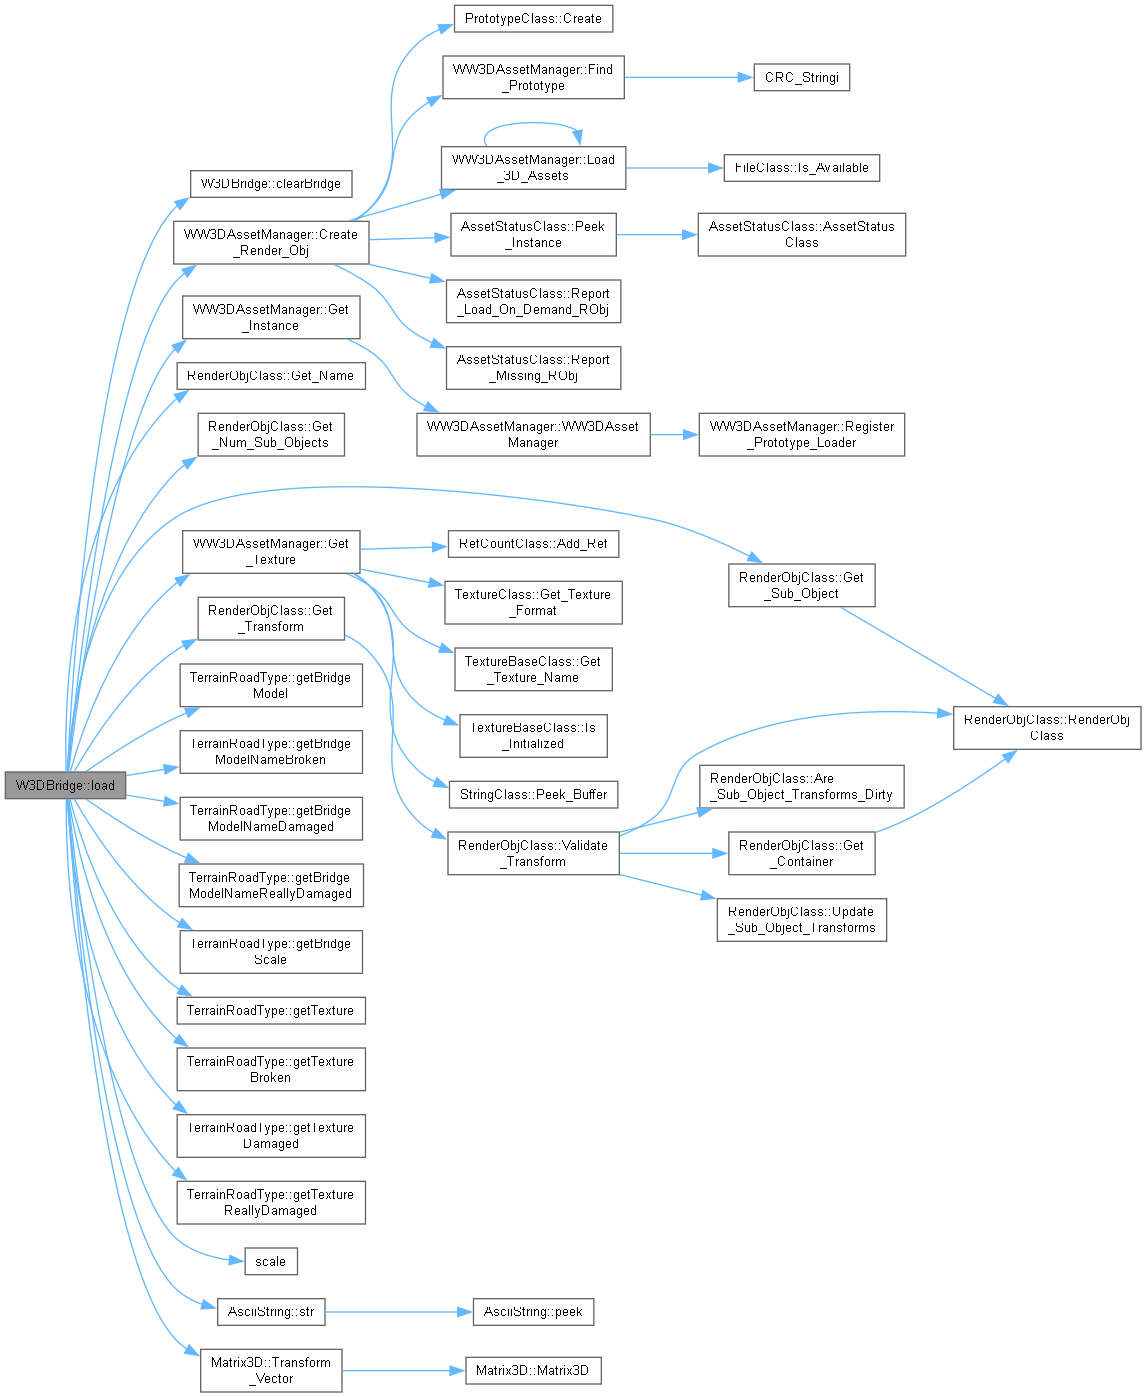 W3DBridge::load
W3DBridge::clearBridge
WW3DAssetManager::Create
_Render_Obj
WW3DAssetManager::Get
_Instance
RenderObjClass::Get_Name
RenderObjClass::Get
_Num_Sub_Objects
WW3DAssetManager::Get
_Texture
RenderObjClass::Get
_Transform
TerrainRoadType::getBridge
Model
TerrainRoadType::getBridge
ModelNameBroken
TerrainRoadType::getBridge
ModelNameDamaged
TerrainRoadType::getBridge
ModelNameReallyDamaged
TerrainRoadType::getBridge
Scale
TerrainRoadType::getTexture
TerrainRoadType::getTexture
Broken
TerrainRoadType::getTexture
Damaged
TerrainRoadType::getTexture
ReallyDamaged
scale
AsciiString::str
Matrix3D::Transform
_Vector
PrototypeClass::Create
WW3DAssetManager::Find
_Prototype
WW3DAssetManager::Load
_3D_Assets
AssetStatusClass::Peek
_Instance
AssetStatusClass::Report
_Load_On_Demand_RObj
AssetStatusClass::Report
_Missing_RObj
WW3DAssetManager::WW3DAsset
Manager
RefCountClass::Add_Ref
TextureClass::Get_Texture
_Format
TextureBaseClass::Get
_Texture_Name
TextureBaseClass::Is
_Initialized
StringClass::Peek_Buffer
RenderObjClass::Validate
_Transform
AsciiString::peek
Matrix3D::Matrix3D
CRC_Stringi
FileClass::Is_Available
AssetStatusClass::AssetStatus
Class
WW3DAssetManager::Register
_Prototype_Loader
RenderObjClass::Get
_Sub_Object
RenderObjClass::Are
_Sub_Object_Transforms_Dirty
RenderObjClass::Get
_Container
RenderObjClass::Update
_Sub_Object_Transforms
RenderObjClass::RenderObj
Class